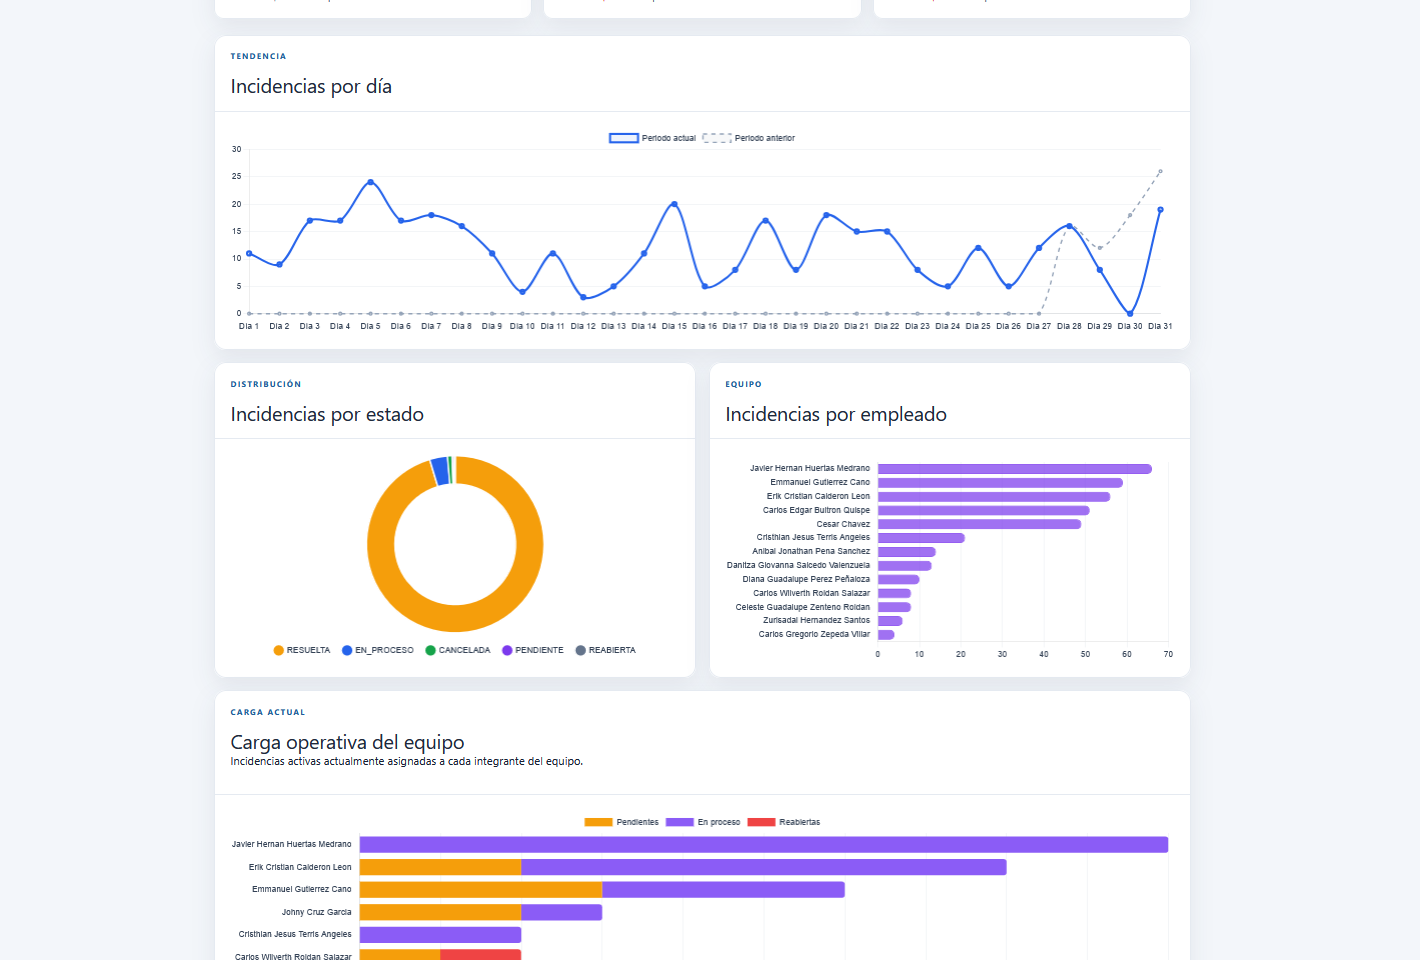 TENDENCIA
Incidencias por día
Periodo actual Periodo anterior
30
25
20
15
10
5
0
Día 1 Día 2 Día 3 Día 4 Día 5 Día 6 Día 7 Día 8 Día 9 Día 10 Día 11 Día 12 Día 13 Día 14 Día 15 Día 16 Día 17 Día 18 Día 19 Día 20 Día 21 Día 22 Día 23 Día 24 Día 25 Día 26 Día 27 Día 28 Día 29 Día 30 Día 31
DISTRIBUCIÓN
Incidencias por estado
RESUELTA EN_PROCESO CANCELADA PENDIENTE REABIERTA
EQUIPO
Incidencias por empleado
Javier Hernan Huertas Medrano
Emmanuel Gutierrez Cano
Erik Cristian Calderon Leon
Carlos Edgar Buitron Quispe
Cesar Chavez
Cristhian Jesus Terris Angeles
Anibal Jonathan Pena Sanchez
Danitza Giovanna Salcedo Valenzuela
Diana Guadalupe Perez Peñaloza
Carlos Wilverth Roldan Salazar
Celeste Guadalupe Zenteno Roldan
Zurisadai Hernandez Santos
Carlos Gregorio Zepeda Villar
0 10 20 30 40 50 60 70
CARGA ACTUAL
Carga operativa del equipo
Incidencias activas actualmente asignadas a cada integrante del equipo.
Pendientes En proceso Reabiertas
Javier Hernan Huertas Medrano
Erik Cristian Calderon Leon
Emmanuel Gutierrez Cano
Johny Cruz Garcia
Cristhian Jesus Terris Angeles
Carlos Wilverth Roldan Salazar